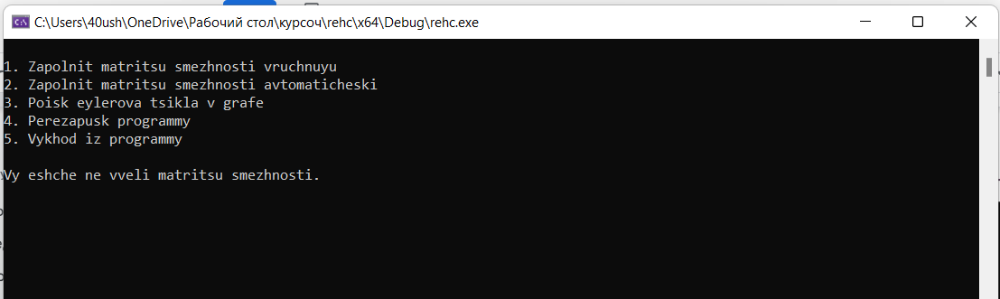 C:\Users\40ush\OneDrive\Рабочий стол\курсоч\rehc\x64\Debug\rehc.exe
1. Zapolnit matritsu smezhnosti vruchnuyu
2. Zapolnit matritsu smezhnosti avtomaticheski
3. Poisk eylerova tsikla v grafe
4. Perezapusk programmy
5. Vykhod iz programmy
Vy eshche ne vveli matritsu smezhnosti.